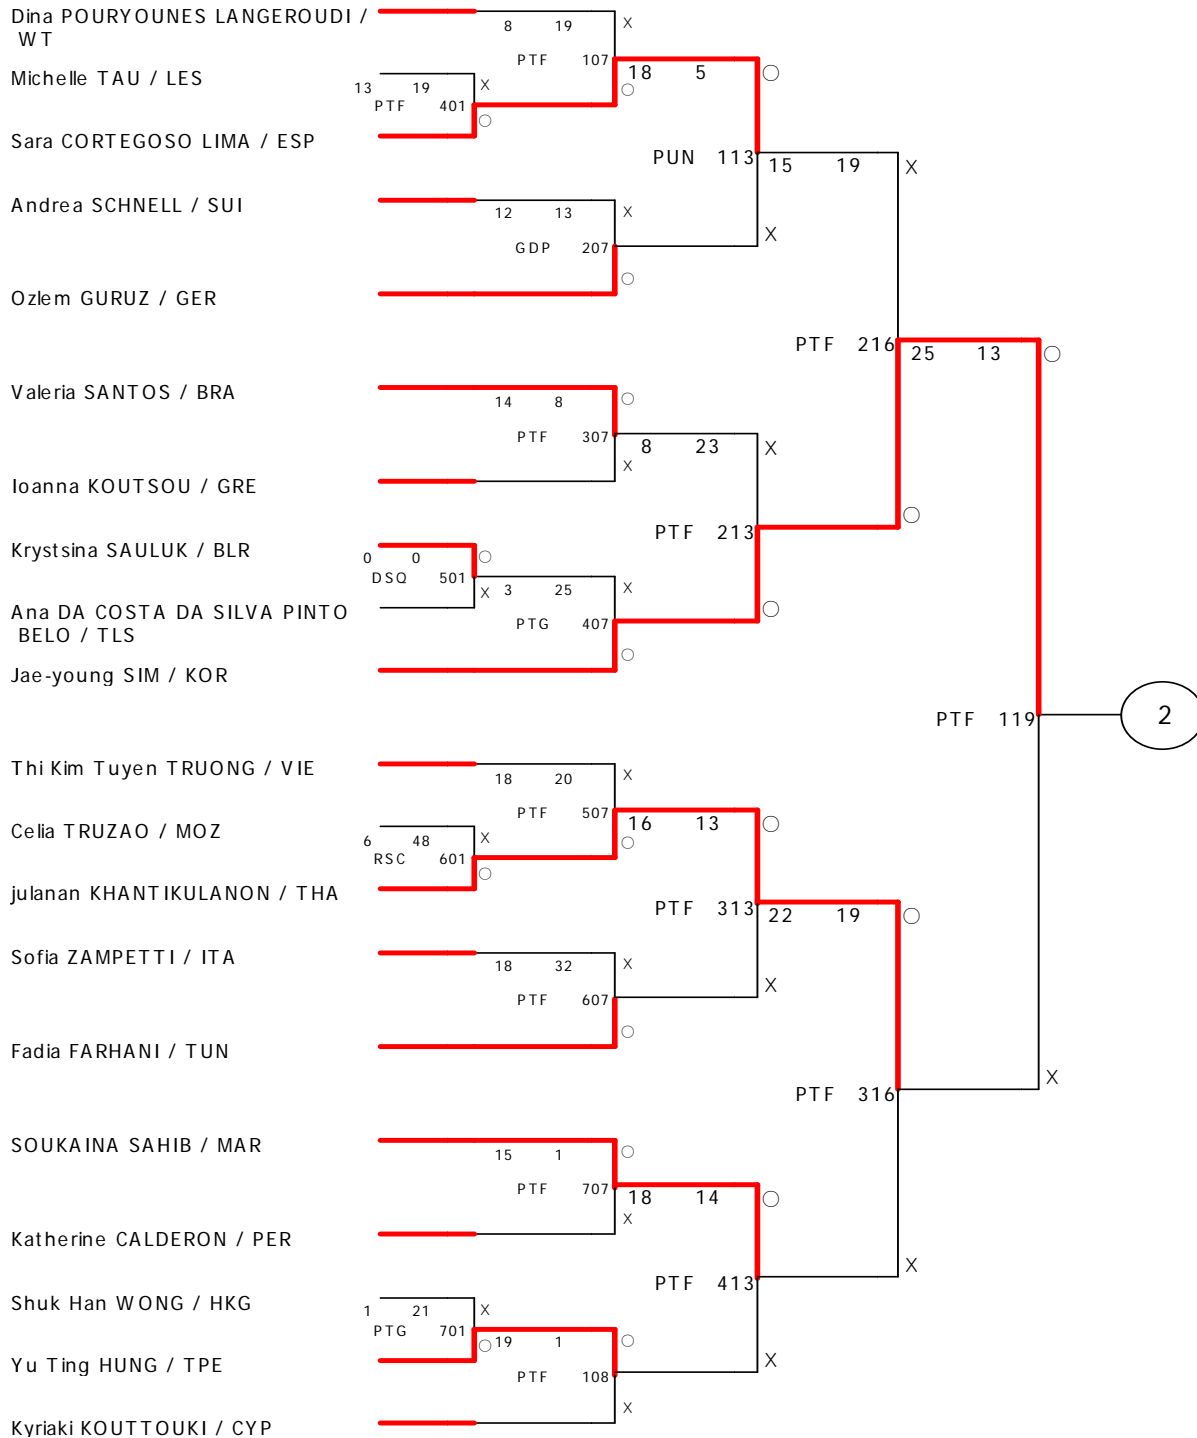 Dina POURYOUNES LANGEROUDI /
WT
8 19 X
PTF 107
18 5 O
Michelle TAU / LES
13 19 X
PTF 401
O
O
Sara CORTEGOSO LIMA / ESP
PUN 113
15 19 X
Andrea SCHNELL / SUI
12 13 X
X
GDP 207
O
Ozlem GURUZ / GER
PTF 216
25 13 O
Valeria SANTOS / BRA
14 8 O
PTF 307
8 23 X
X
Ioanna KOUTSOU / GRE
O
PTF 213
Krystsina SAULUK / BLR
0 0 O
DSQ 501
X
3 25 X
O
Ana DA COSTA DA SILVA PINTO
BELO / TLS
PTG 407
O
Jae-young SIM / KOR
PTF 119
2
Thi Kim Tuyen TRUONG / VIE
18 20 X
PTF 507
16 13 O
Celia TRUZAO / MOZ
6 48 X
RSC 601
O
O
julanan KHANTIKULANON / THA
PTF 313
22 19 O
Sofia ZAMPETTI / ITA
18 32 X
X
PTF 607
O
Fadia FARHANI / TUN
X
PTF 316
SOUKAINA SAHIB / MAR
15 1 O
PTF 707
18 14 O
X
Katherine CALDERON / PER
X
PTF 413
Shuk Han WONG / HKG
1 21 X
PTG 701
O
19 1 O
X
Yu Ting HUNG / TPE
PTF 108
X
Kyriaki KOUTTOUKI / CYP